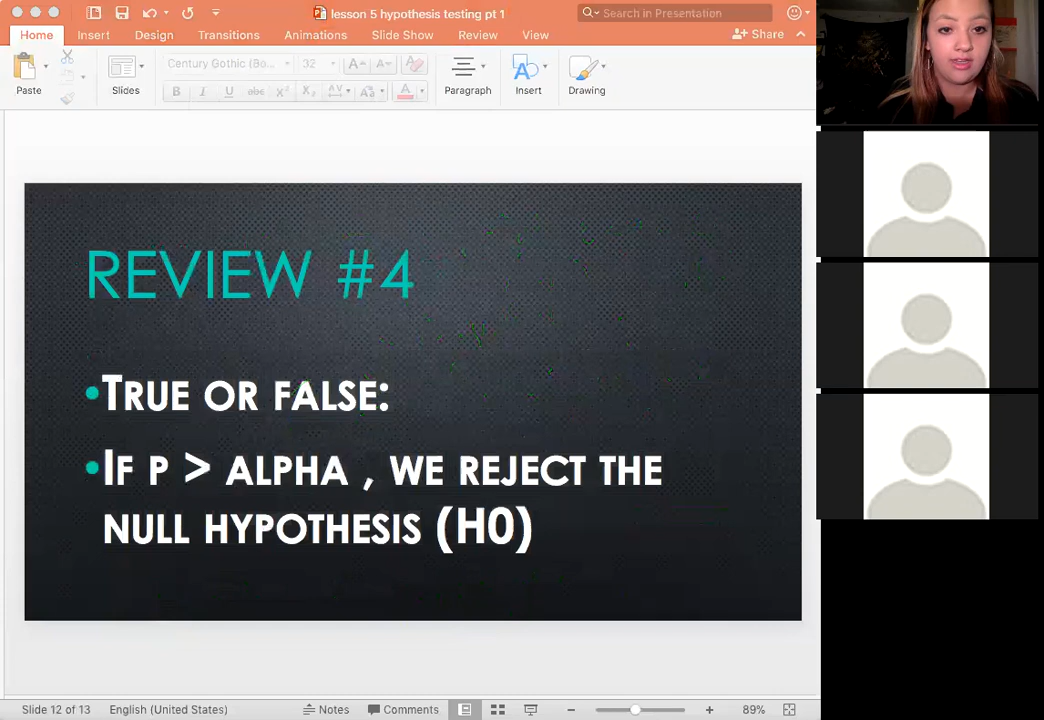 lesson 5 hypothesis testing pt 1
Search in Presentation
Home Insert Design Transitions Animations Slide Show Review View Share
Century Gothic (Bo... 32
Paste Slides Paragraph Insert Drawing
REVIEW #4
•TRUE OR FALSE:
•IF P > ALPHA , WE REJECT THE
NULL HYPOTHESIS (H0)
Slide 12 of 13 English (United States) Notes Comments 89%